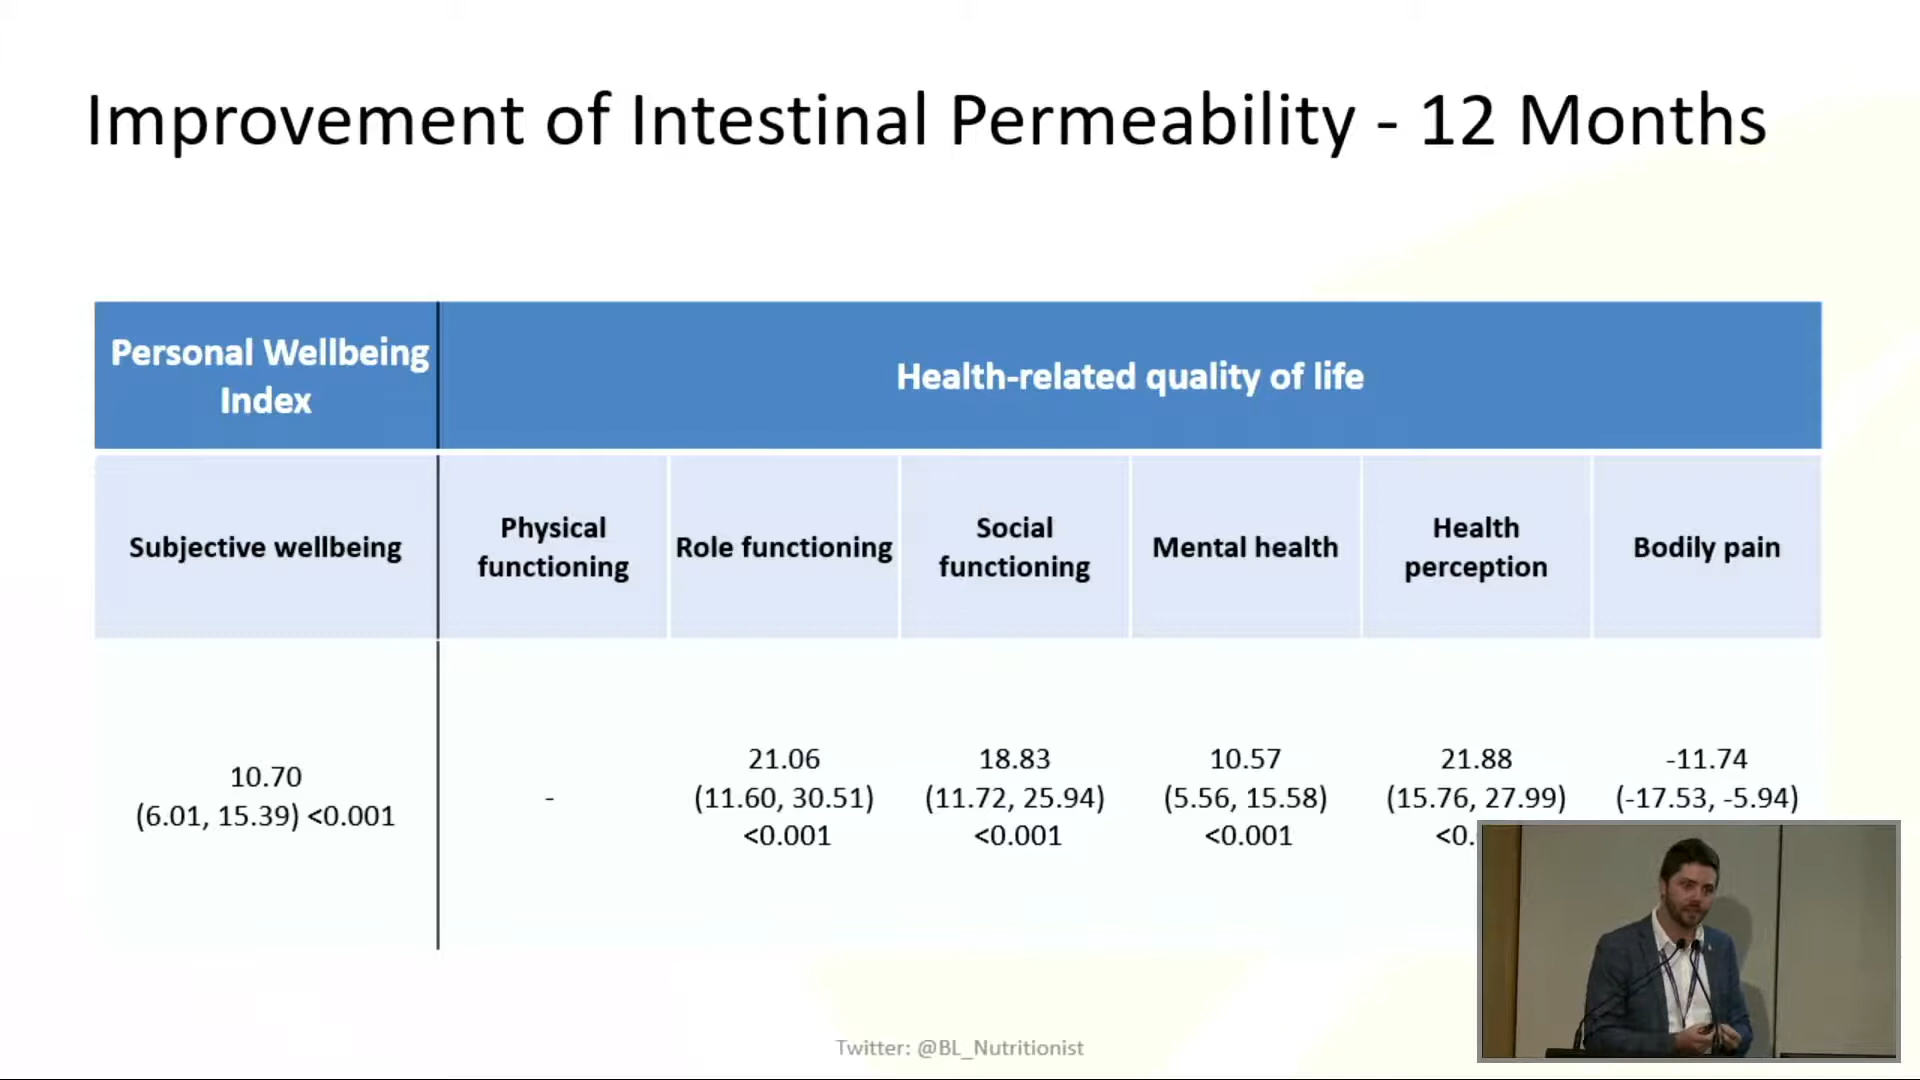 Improvement of Intestinal Permeability - 12 Months
Personal Wellbeing
Index
Health-related quality of life
Subjective wellbeing
Physical
functioning
Role functioning
Social
functioning
Mental health
Health
perception
Bodily pain
10.70
(6.01, 15.39) <0.001
-
21.06
(11.60, 30.51)
<0.001
18.83
(11.72, 25.94)
<0.001
10.57
(5.56, 15.58)
<0.001
21.88
(15.76, 27.99)
<0.
-11.74
(-17.53, -5.94)
Twitter: @BL_Nutritionist